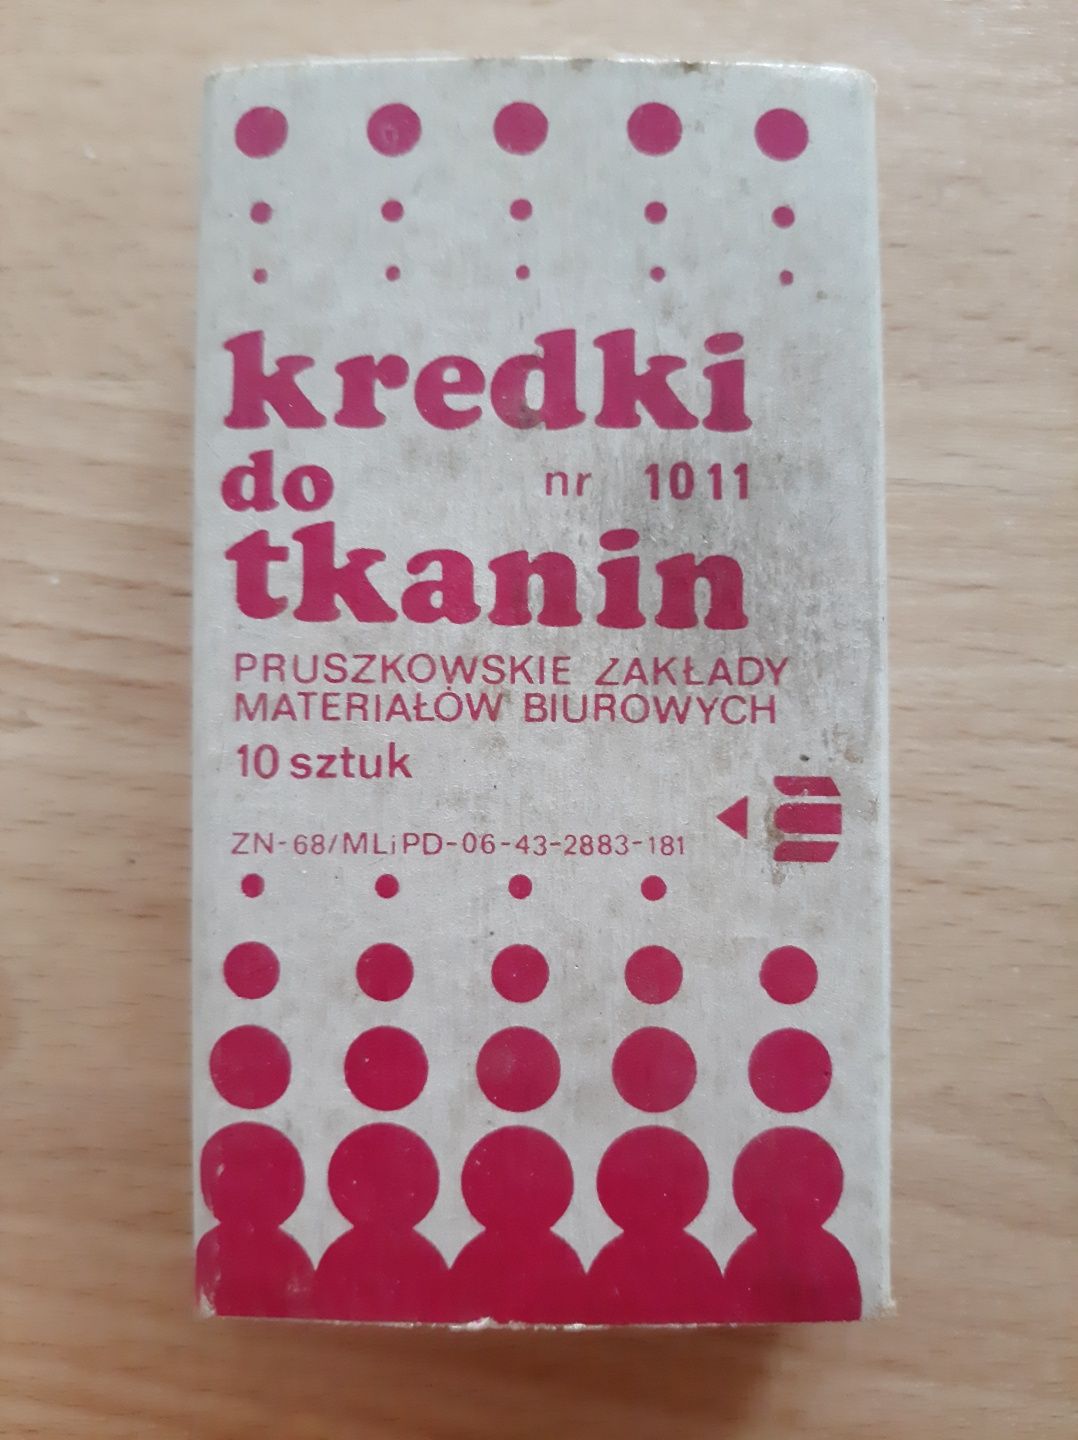 kredki
do nr 1011
tkanin
PRUSZKOWSKIE ZAKŁADY
MATERIAŁÓW BIUROWYCH
10 sztuk
ZN-68/MLiPD-06-43-2883-181